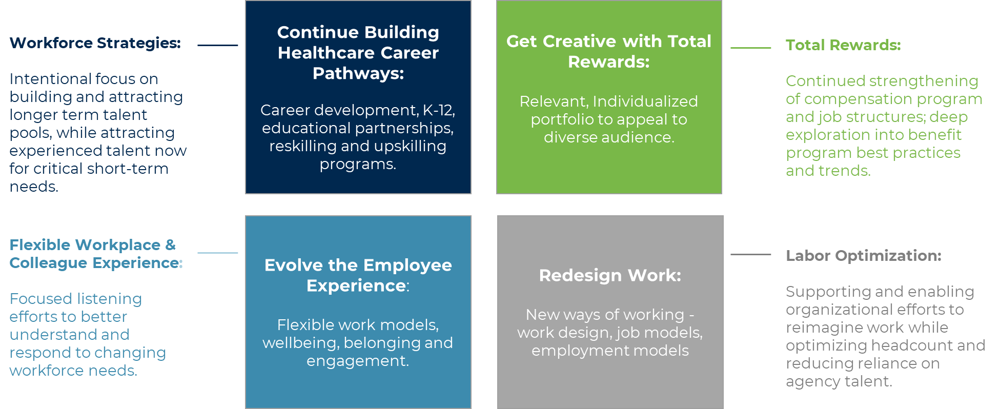 Workforce Strategies:
Intentional focus on
building and attracting
longer term talent
pools, while attracting
experienced talent now
for critical short-term
needs.
Continue Building
Healthcare Career
Pathways:
Career development, K-12,
educational partnerships,
reskilling and upskilling
programs.
Get Creative with Total
Rewards:
Relevant, Individualized
portfolio to appeal to
diverse audience.
Total Rewards:
Continued strengthening
of compensation program
and job structures; deep
exploration into benefit
program best practices
and trends.
Flexible Workplace &
Colleague Experience:
Focused listening
efforts to better
understand and
respond to changing
workforce needs.
Evolve the Employee
Experience:
Flexible work models,
wellbeing, belonging and
engagement.
Redesign Work:
New ways of working -
work design, job models,
employment models
Labor Optimization:
Supporting and enabling
organizational efforts to
reimagine work while
optimizing headcount and
reducing reliance on
agency talent.